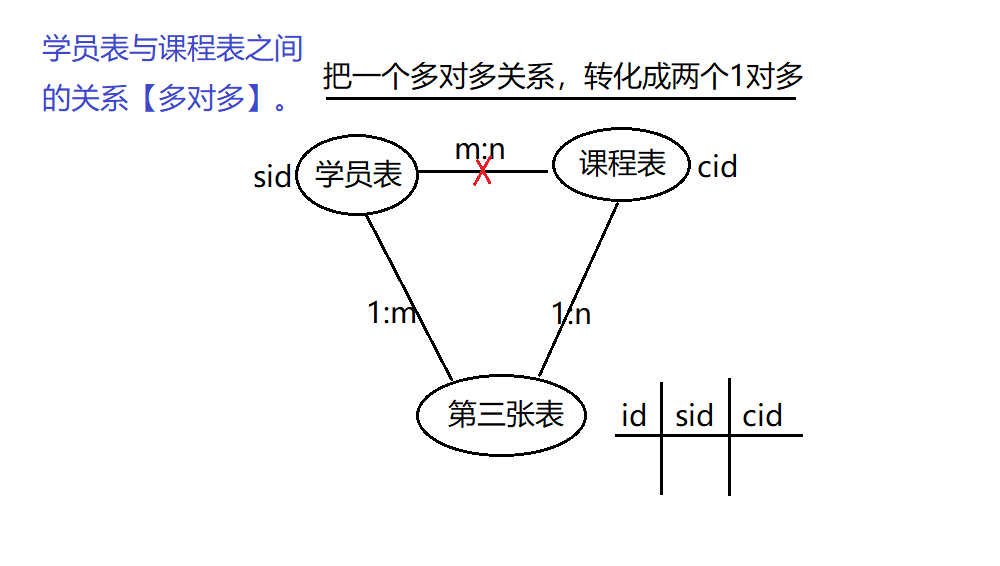 学员表与课程表之间
的关系【多对多】。
把一个多对多关系，转化成两个1对多
m:n
sid
学员表
课程表
cid
1:m
1:n
第三张表
id sid cid